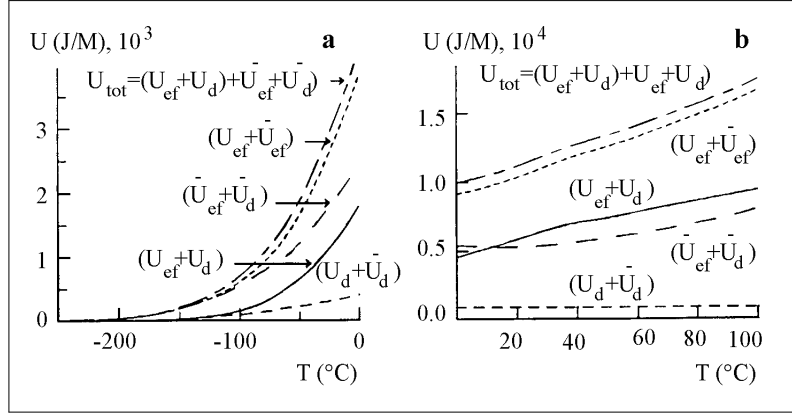 U (J/M), 10³
a
U_tot=(U_ef+U_d)+Ū_ef+Ū_d)
3
(U_ef+Ū_ef)
2
(Ū_ef+Ū_d)
1
(U_ef+U_d)
(U_d+Ū_d)
0
-200
-100
0
T (°C)
U (J/M), 10⁴
b
U_tot=(U_ef+U_d)+U_ef+U_d)
1.5
(U_ef+Ū_ef)
1.0
(U_ef+U_d)
0.5
(Ū_ef+Ū_d)
(U_d+Ū_d)
0.0
20
40
60
80
100
T (°C)